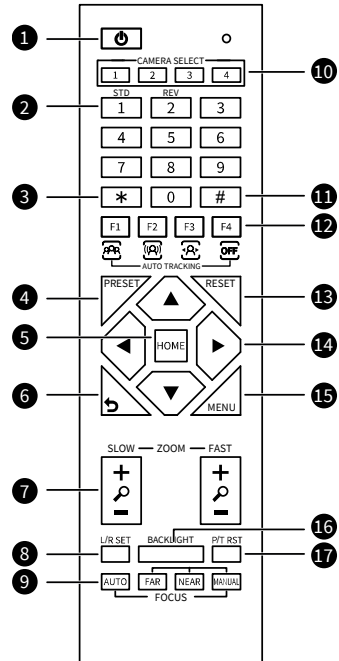 1
CAMERA SELECT
1 2 3 4
10
STD REV
2
1 2 3
4 5 6
7 8 9
3
* 0 #
11
F1 F2 F3 F4
12
OFF
AUTO TRACKING
4
PRESET RESET
13
5
HOME
14
6
MENU
15
SLOW ZOOM FAST
+ +
7
- -
16
8
L/R SET BACKLIGHT P/T RST
17
9
AUTO FAR NEAR MANUAL
FOCUS